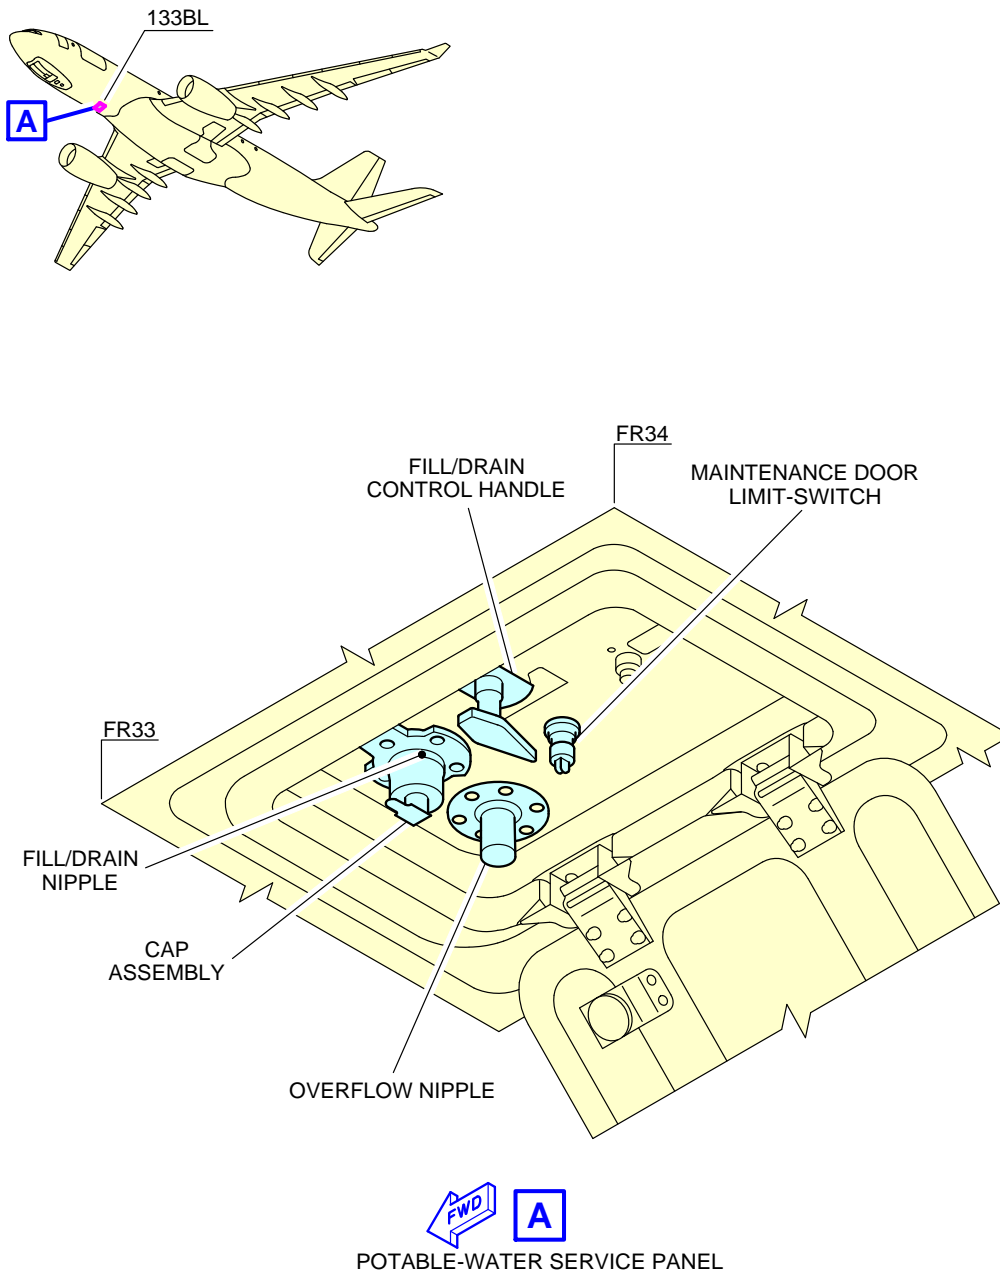 133BL
A
FR34
FILL/DRAIN
CONTROL HANDLE
MAINTENANCE DOOR
LIMIT-SWITCH
FR33
FILL/DRAIN
NIPPLE
CAP
ASSEMBLY
OVERFLOW NIPPLE
FWD
A
POTABLE-WATER SERVICE PANEL